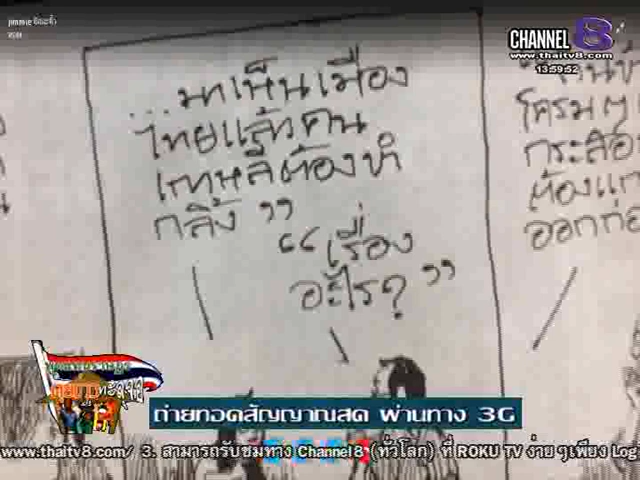 jimmie
CHANNEL 8
www.thaitv8.com
13:59:52
...มาเห็นเมือง
ไทยแล้วคน
เกาหลีต้องขำ
กลิ้ง ”
“ เรื่อง
อะไร? ”
โครมๆ
กระสอบ
ต้องแก
ออกก่อ
ถ่ายทอดสัญญาณสด ผ่านทาง 3G
www.thaitv8.com/ 3. สามารถรับชมทาง Channel8 (ทั่วโลก) ที่ ROKU TV ง่าย ๆเพียง Log